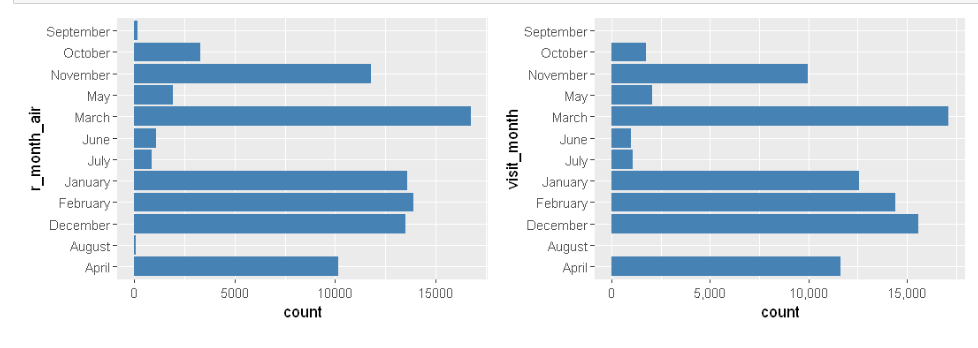 September
October
November
May
March
June
July
January
February
December
August
April
r_month_air
0 5000 10000 15000
count
September
October
November
May
March
June
July
January
February
December
August
April
visit_month
0 5,000 10,000 15,000
count